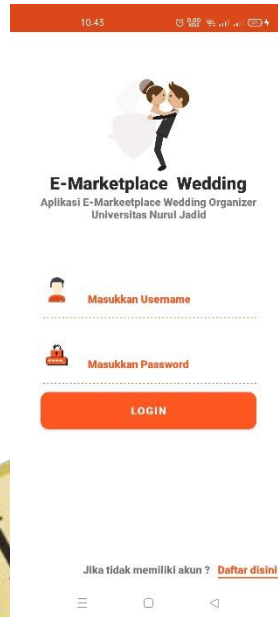 10.43
E-Marketplace Wedding
Aplikasi E-Markeetplace Wedding Organizer
Universitas Nurul Jadid
Masukkan Username
Masukkan Password
LOGIN
Jika tidak memiliki akun ? Daftar disini